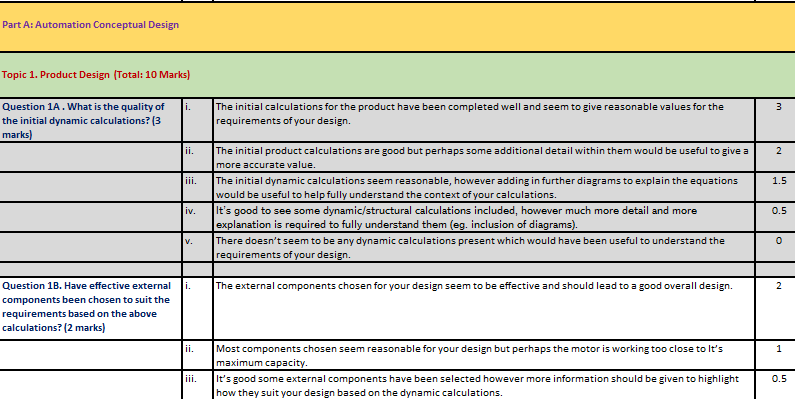 Part A: Automation Conceptual Design
Topic 1. Product Design (Total: 10 Marks)
Question 1A . What is the quality of
the initial dynamic calculations? (3
marks)
i.
The initial calculations for the product have been completed well and seem to give reasonable values for the
requirements of your design.
3
ii.
The initial product calculations are good but perhaps some additional detail within them would be useful to give a
more accurate value.
2
iii.
The initial dynamic calculations seem reasonable, however adding in further diagrams to explain the equations
would be useful to help fully understand the context of your calculations.
1.5
iv.
It's good to see some dynamic/structural calculations included, however much more detail and more
explanation is required to fully understand them (eg. inclusion of diagrams).
0.5
v.
There doesn't seem to be any dynamic calculations present which would have been useful to understand the
requirements of your design.
0
Question 1B. Have effective external
components been chosen to suit the
requirements based on the above
calculations? (2 marks)
i.
The external components chosen for your design seem to be effective and should lead to a good overall design.
2
ii.
Most components chosen seem reasonable for your design but perhaps the motor is working too close to It's
maximum capacity.
1
iii.
It's good some external components have been selected however more information should be given to highlight
how they suit your design based on the dynamic calculations.
0.5